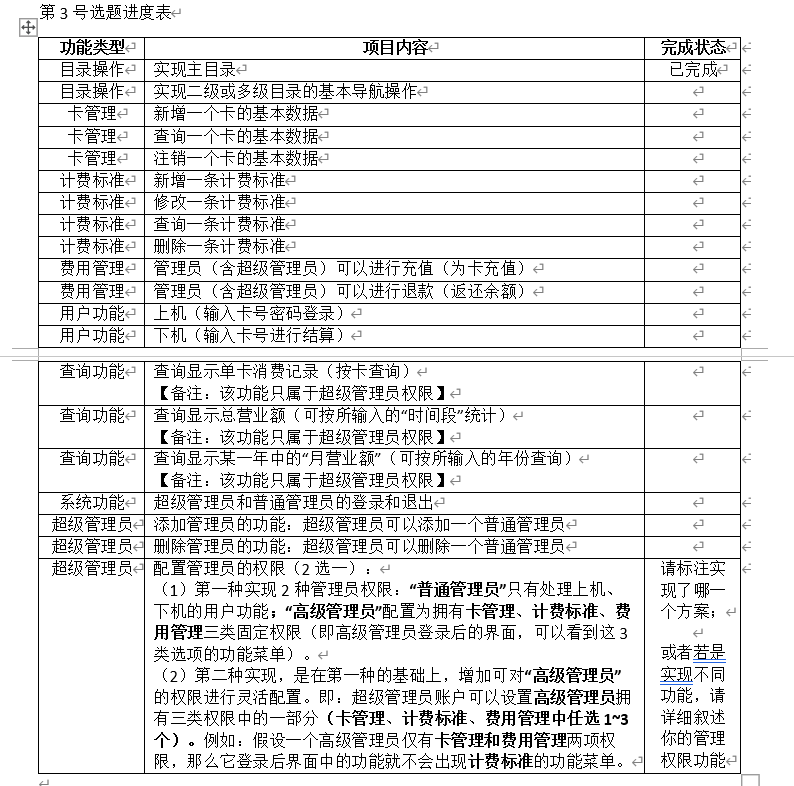 第 3 号选题进度表
功能类型 项目内容 完成状态
目录操作 实现主目录 已完成
目录操作 实现二级或多级目录的基本导航操作
卡管理 新增一个卡的基本数据
卡管理 查询一个卡的基本数据
卡管理 注销一个卡的基本数据
计费标准 新增一条计费标准
计费标准 修改一条计费标准
计费标准 查询一条计费标准
计费标准 删除一条计费标准
费用管理 管理员（含超级管理员）可以进行充值（为卡充值）
费用管理 管理员（含超级管理员）可以进行退款（返还余额）
用户功能 上机（输入卡号密码登录）
用户功能 下机（输入卡号进行结算）
查询功能 查询显示单卡消费记录（按卡查询）
【备注：该功能只属于超级管理员权限】
查询功能 查询显示总营业额（可按所输入的“时间段”统计）
【备注：该功能只属于超级管理员权限】
查询功能 查询显示某一年中的“月营业额”（可按所输入的年份查询）
【备注：该功能只属于超级管理员权限】
系统功能 超级管理员和普通管理员的登录和退出
超级管理员 添加管理员的功能：超级管理员可以添加一个普通管理员
超级管理员 删除管理员的功能：超级管理员可以删除一个普通管理员
超级管理员 配置管理员的权限（2 选一）：
（1）第一种实现 2 种管理员权限：“普通管理员”只有处理上机、
下机的用户功能；“高级管理员”配置为拥有卡管理、计费标准、费
用管理三类固定权限（即高级管理员登录后的界面，可以看到这 3
类选项的功能菜单）。
（2）第二种实现，是在第一种的基础上，增加可对“高级管理员”
的权限进行灵活配置。即：超级管理员账户可以设置高级管理员拥
有三类权限中的一部分（卡管理、计费标准、费用管理中任选 1~3
个）。例如：假设一个高级管理员仅有卡管理和费用管理两项权
限，那么它登录后界面中的功能就不会出现计费标准的功能菜单。
请标注实
现了哪一
个方案；
或者若是
实现不同
功能，请
详细叙述
你的管理
权限功能